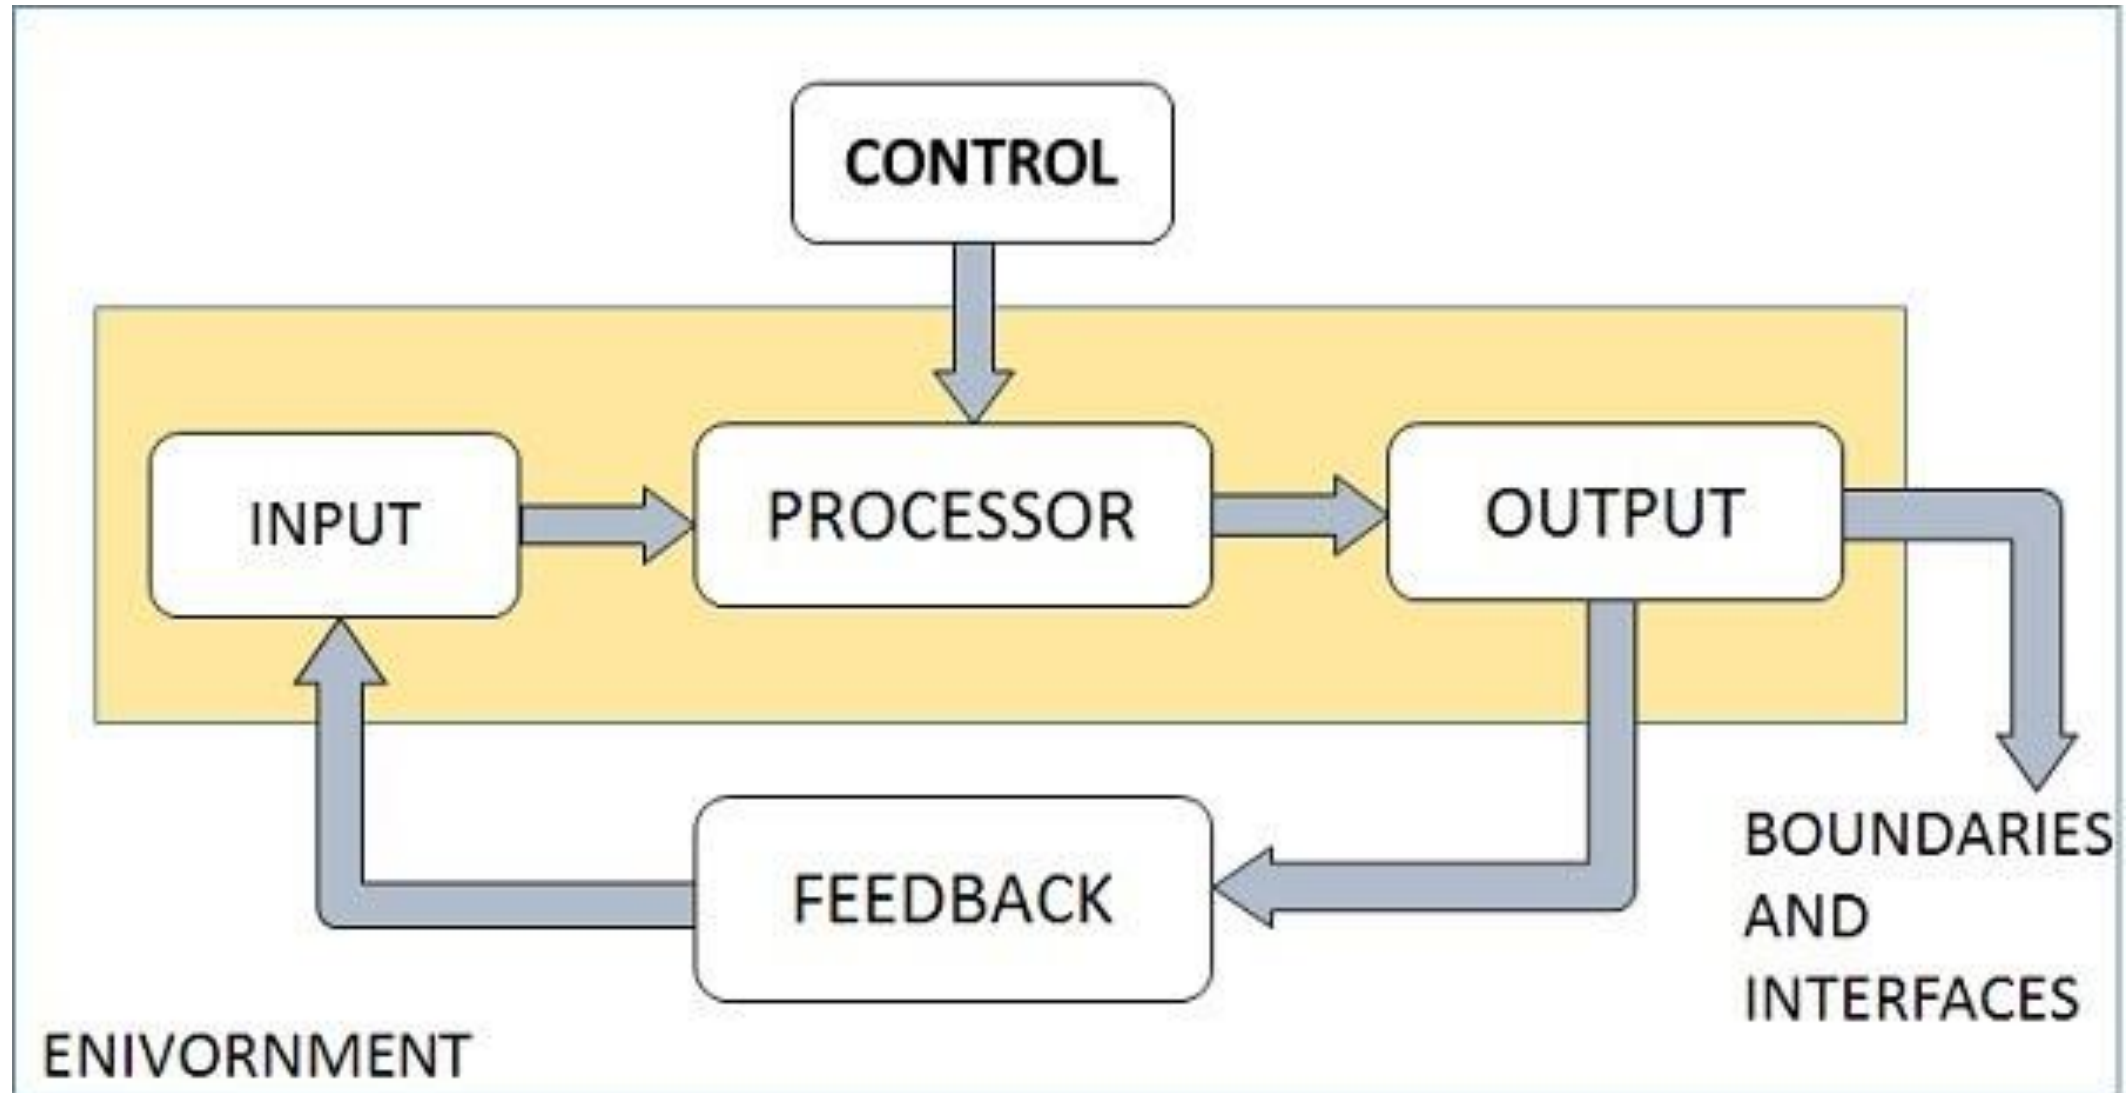 CONTROL
INPUT
PROCESSOR
OUTPUT
FEEDBACK
BOUNDARIES
AND
INTERFACES
ENIVORNMENT